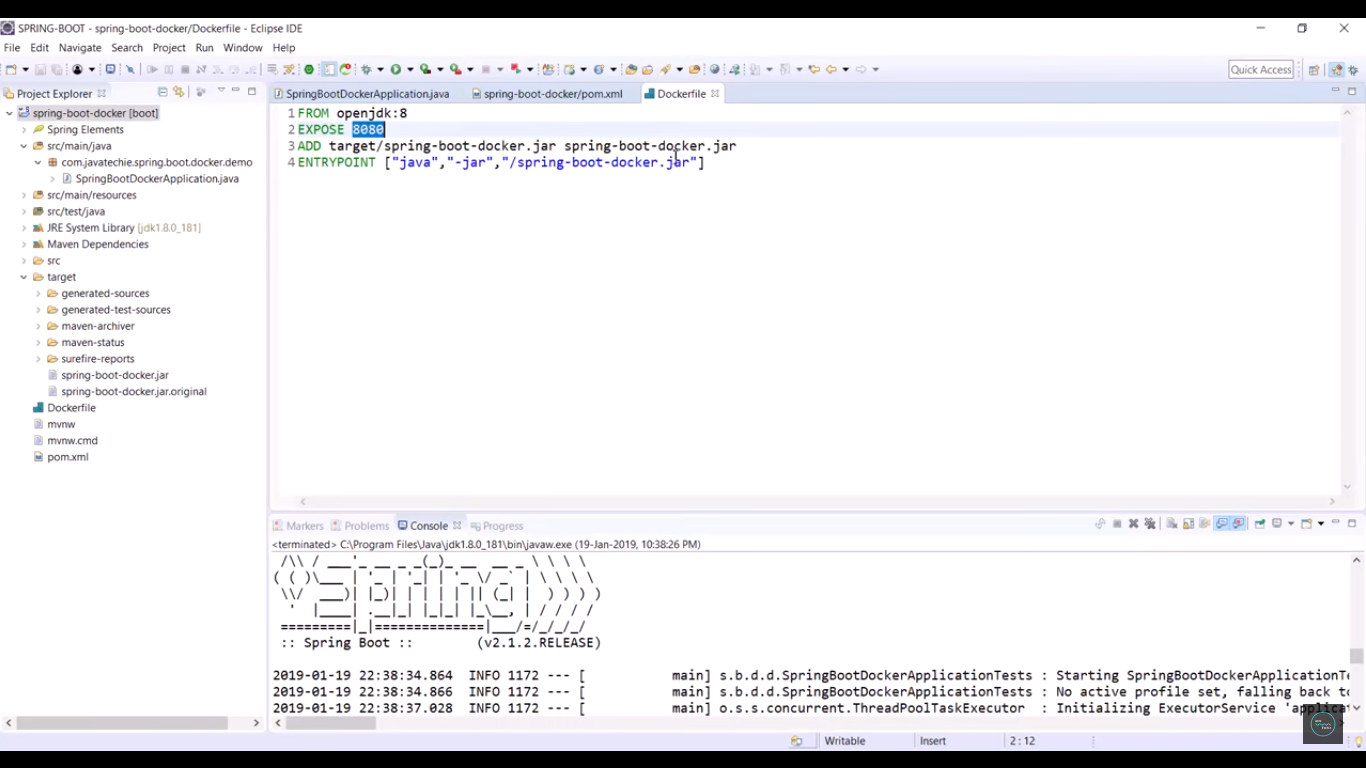 SPRING-BOOT - spring-boot-docker/Dockerfile - Eclipse IDE
File Edit Navigate Search Project Run Window Help
Quick Access
Project Explorer
SpringBootDockerApplication.java
spring-boot-docker/pom.xml
Dockerfile
spring-boot-docker [boot]
Spring Elements
src/main/java
com.javatechie.spring.boot.docker.demo
SpringBootDockerApplication.java
src/main/resources
src/test/java
JRE System Library [jdk1.8.0_181]
Maven Dependencies
src
target
generated-sources
generated-test-sources
maven-archiver
maven-status
surefire-reports
spring-boot-docker.jar
spring-boot-docker.jar.original
Dockerfile
mvnw
mvnw.cmd
pom.xml
1 FROM openjdk:8
2 EXPOSE 8080
3 ADD target/spring-boot-docker.jar spring-boot-docker.jar
4 ENTRYPOINT ["java","-jar","/spring-boot-docker.jar"]
Markers Problems Console Progress
<terminated> C:\Program Files\Java\jdk1.8.0_181\bin\javaw.exe (19-Jan-2019, 10:38:26 PM)
:: Spring Boot :: (v2.1.2.RELEASE)
2019-01-19 22:38:34.864 INFO 1172 --- [ main] s.b.d.d.SpringBootDockerApplicationTests : Starting SpringBootDockerApplicationTe
2019-01-19 22:38:34.866 INFO 1172 --- [ main] s.b.d.d.SpringBootDockerApplicationTests : No active profile set, falling back to
2019-01-19 22:38:37.028 INFO 1172 --- [ main] o.s.s.concurrent.ThreadPoolTaskExecutor : Initializing ExecutorService 'applica
Writable Insert 2 : 12